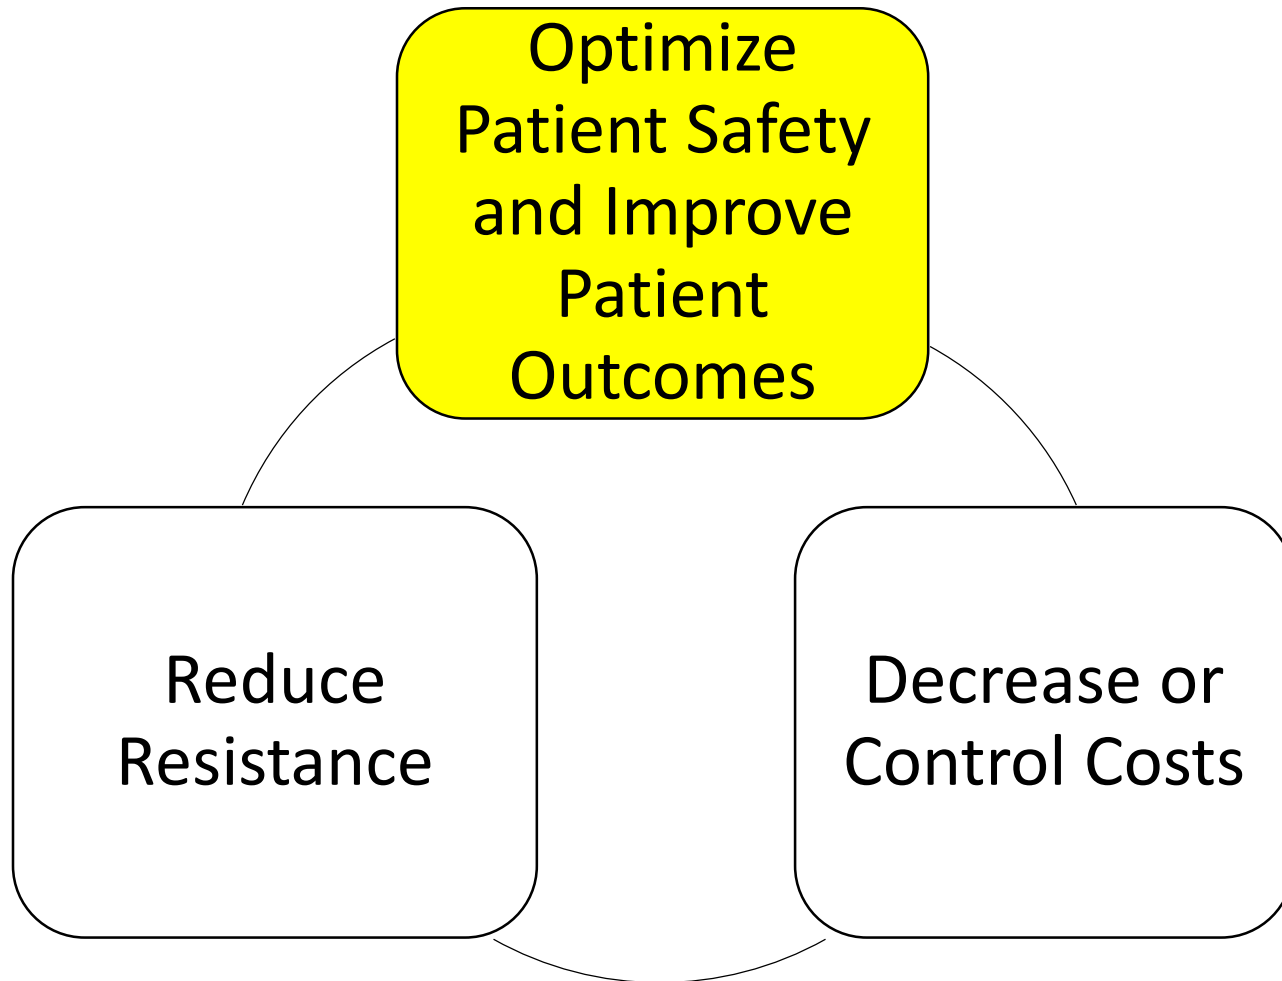 Optimize
Patient Safety
and Improve
Patient
Outcomes
Reduce
Resistance
Decrease or
Control Costs